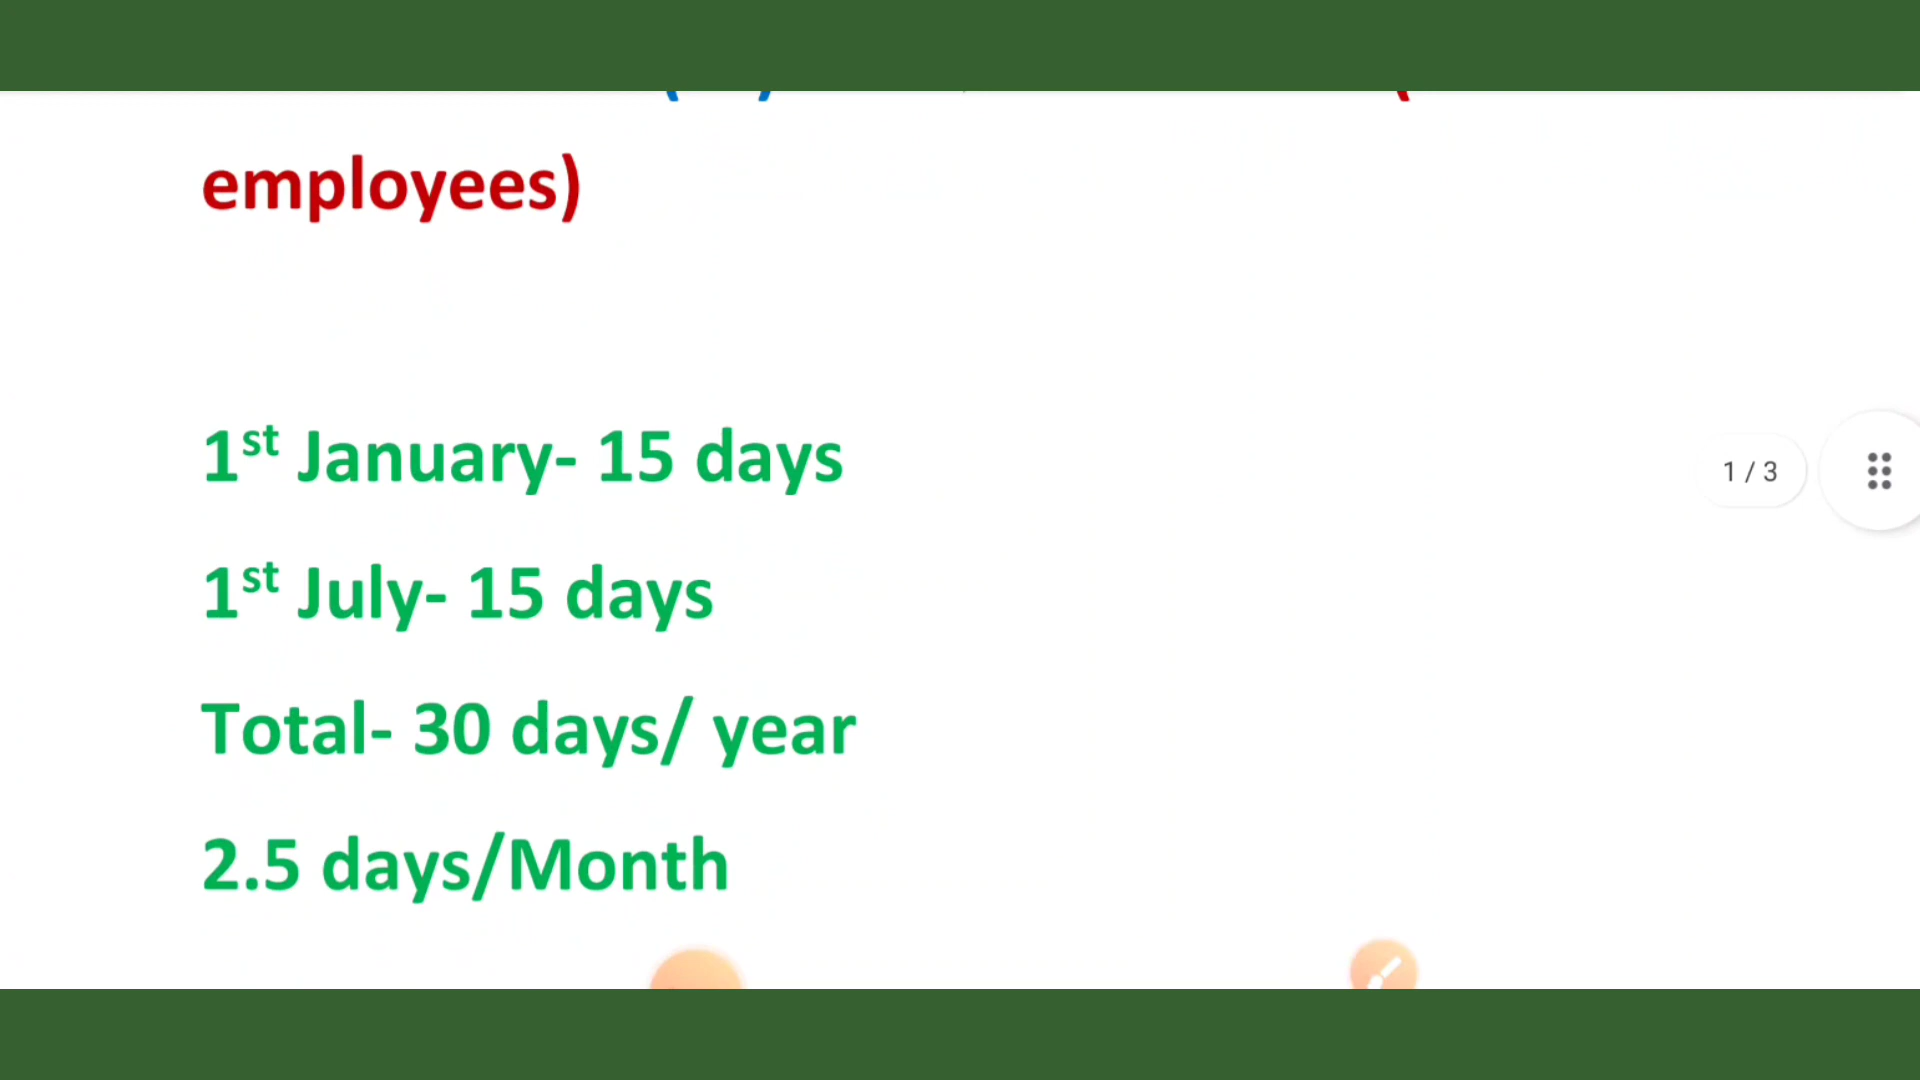 employees)
1st January- 15 days
1st July- 15 days
Total- 30 days/ year
2.5 days/Month
1 / 3